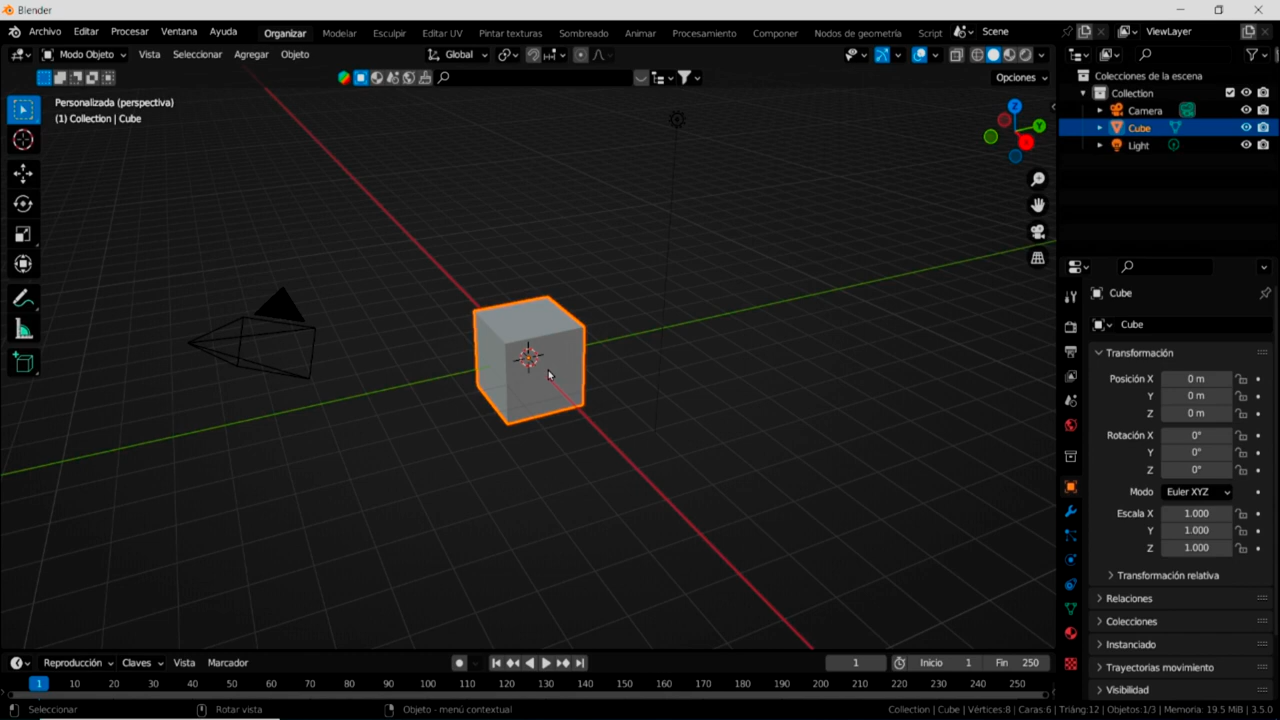 Blender
Archivo Editar Procesar Ventana Ayuda Organizar Modelar Esculpir Editar UV Pintar texturas Sombreado Animar Procesamiento Componer Nodos de geometría Script Scene ViewLayer
Modo Objeto Vista Seleccionar Agregar Objeto Global
Opciones
Personalizada (perspectiva)
(1) Collection | Cube
Z
Y
X
Colecciones de la escena
Collection
Camera
Cube
Light
Cube
Cube
Transformación
Posición X 0 m
Y 0 m
Z 0 m
Rotación X 0°
Y 0°
Z 0°
Modo Euler XYZ
Escala X 1.000
Y 1.000
Z 1.000
Transformación relativa
Relaciones
Colecciones
Instanciado
Trayectorias movimiento
Visibilidad
Reproducción Claves Vista Marcador 1 Inicio 1 Fin 250
1 10 20 30 40 50 60 70 80 90 100 110 120 130 140 150 160 170 180 190 200 210 220 230 240 250
Seleccionar Rotar vista Objeto - menú contextual Collection | Cube | Vértices:8 | Caras:6 | Triáng:12 | Objetos:1/3 | Memoria: 19.5 MiB | 3.5.0